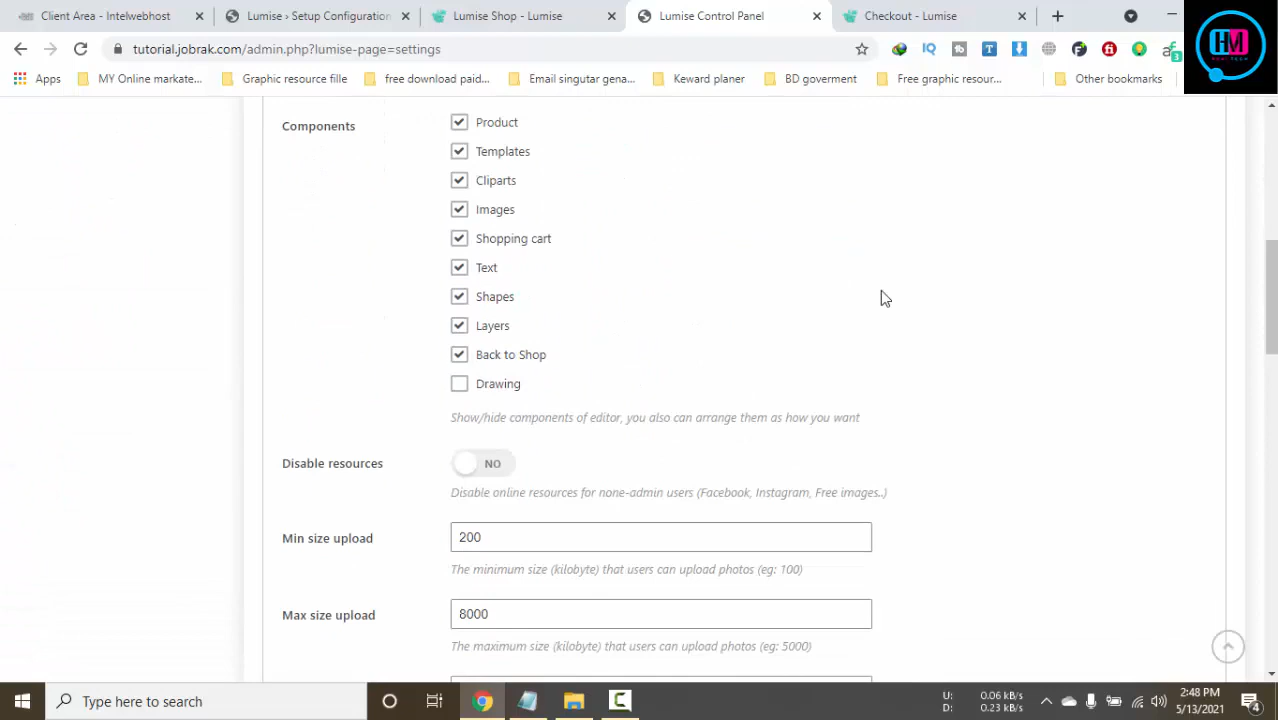 Client Area - Intelwebhost
Lumise › Setup Configuration
Lumise Shop - Lumise
Lumise Control Panel
Checkout - Lumise
tutorial.jobrak.com/admin.php?lumise-page=settings
Apps
MY Online markate...
Graphic resource fille
free download paid...
Email singutar gena...
Keward planer
BD goverment
Free graphic resour...
Other bookmarks
HM
Components
Product
Templates
Cliparts
Images
Shopping cart
Text
Shapes
Layers
Back to Shop
Drawing
Show/hide components of editor, you also can arrange them as how you want
Disable resources
NO
Disable online resources for none-admin users (Facebook, Instagram, Free images..)
Min size upload
200
The minimum size (kilobyte) that users can upload photos (eg: 100)
Max size upload
8000
The maximum size (kilobyte) that users can upload photos (eg: 5000)
Type here to search
U: 0.06 kB/s
D: 0.23 kB/s
2:48 PM
5/13/2021
4